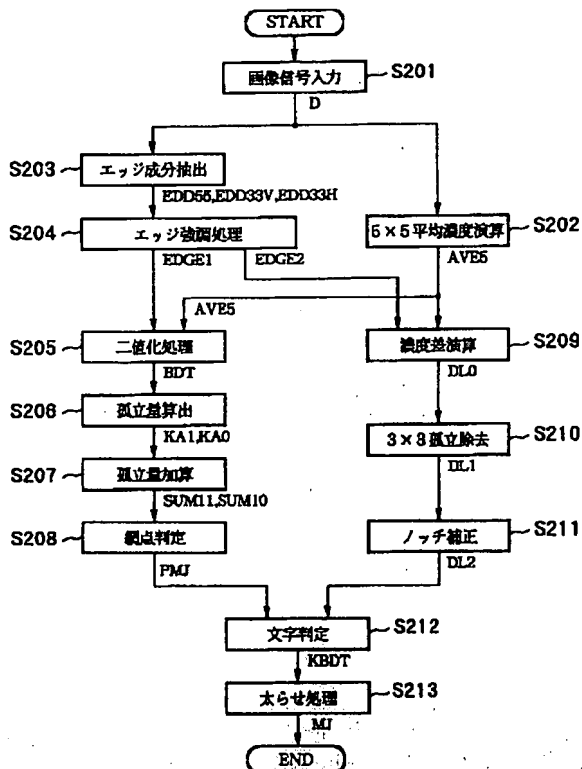 START
画像信号入力
S201
D
S203
エッジ成分抽出
EDD55,EDD33V,EDD33H
S204
エッジ強調処理
5×5平均濃度演算
S202
EDGE1
EDGE2
AVE5
AVE5
S205
二値化処理
濃度差演算
S209
BDT
DL0
S206
孤立量算出
KA1,KA0
3×3孤立除去
S210
DL1
S207
孤立量加算
SUM11,SUM10
S208
網点判定
ノッチ補正
S211
PMJ
DL2
文字判定
S212
KBDT
太らせ処理
S213
MJ
END